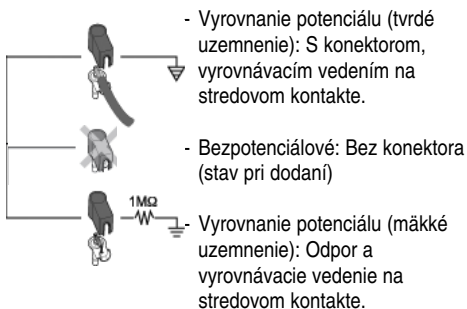 - Vyrovnanie potenciálu (tvrdé
uzemnenie): S konektorom,
vyrovnávacím vedením na
stredovom kontakte.
- Bezpotenciálové: Bez konektora
(stav pri dodaní)
1MΩ
- Vyrovnanie potenciálu (mäkké
uzemnenie): Odpor a
vyrovnávacie vedenie na
stredovom kontakte.